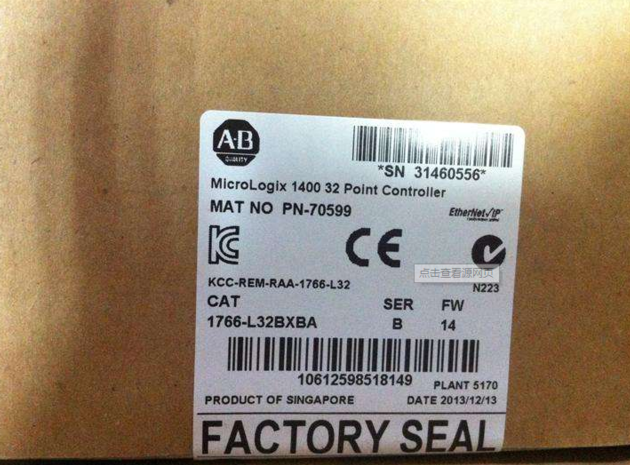 A·B
QUALITY
*SN 31460556*
MicroLogix 1400 32 Point Controller
MAT NO PN-70599
EtherNet/IP
KCC-REM-RAA-1766-L32
点击查看源网页
N223
CAT SER FW
1766-L32BXBA B 14
10612598518149
PLANT 5170
PRODUCT OF SINGAPORE DATE 2013/12/13
FACTORY SEAL